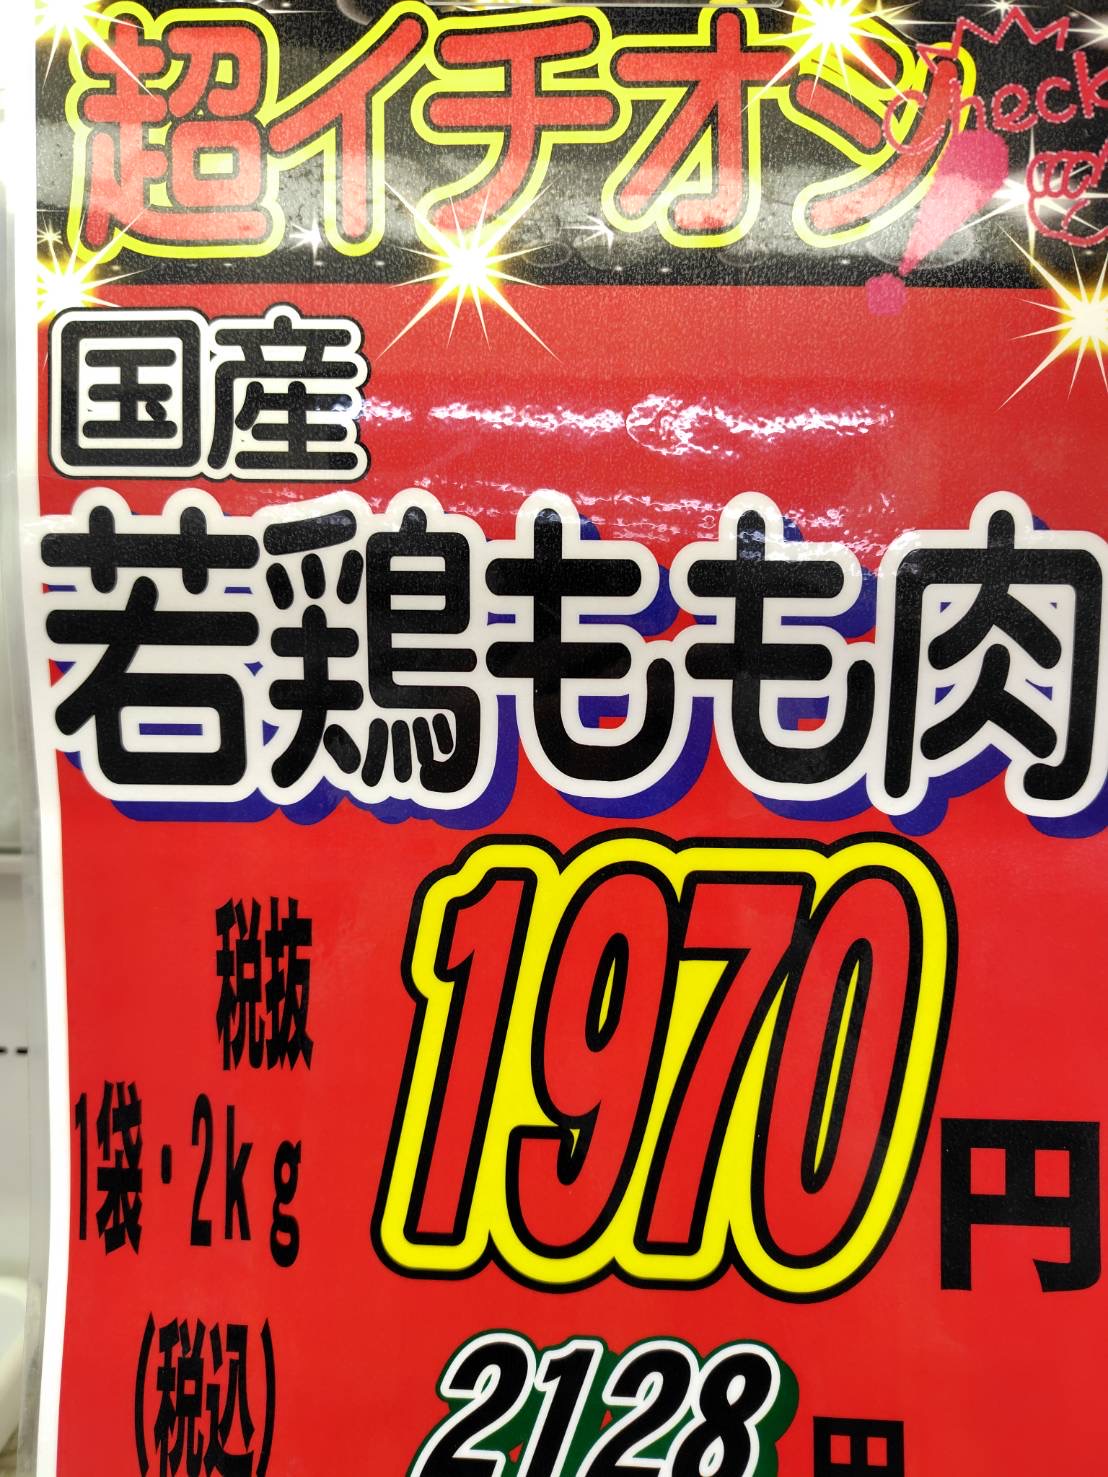 超イチオシ
check
国産
若鶏もも肉
税抜
1袋・2kg
1970円
(税込)
2128円